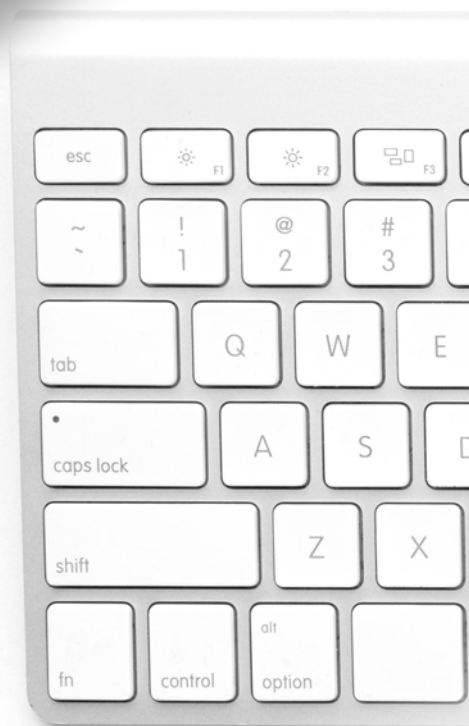 esc F1 F2 F3
~ ! @ #
` 1 2 3
tab Q W E
caps lock A S D
shift Z X
fn control alt option